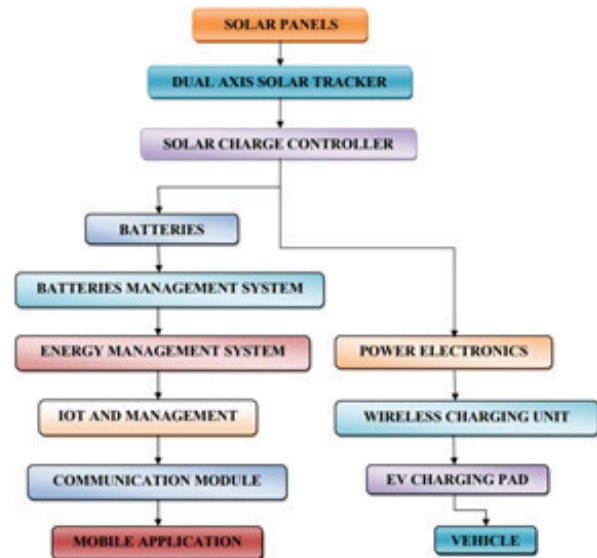 SOLAR PANELS
DUAL AXIS SOLAR TRACKER
SOLAR CHARGE CONTROLLER
BATTERIES
BATTERIES MANAGEMENT SYSTEM
ENERGY MANAGEMENT SYSTEM
IOT AND MANAGEMENT
COMMUNICATION MODULE
MOBILE APPLICATION
POWER ELECTRONICS
WIRELESS CHARGING UNIT
EV CHARGING PAD
VEHICLE